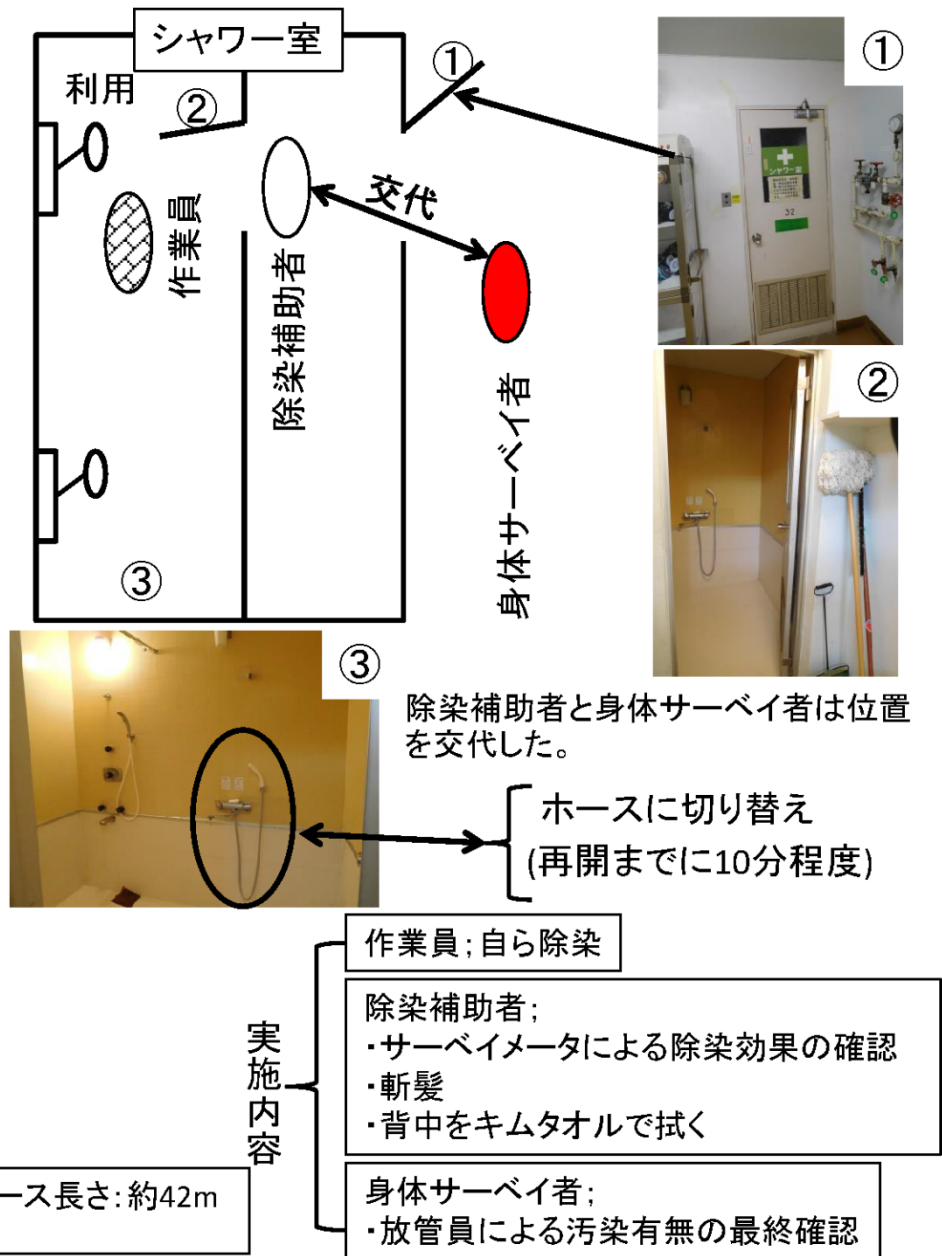 シャワー室
①
①
利用
②
交代
作業員
除染補助者
身体サーベイ者
シャワー室
32
②
③
③
除染補助者と身体サーベイ者は位置
を交代した。
ホースに切り替え
(再開までに10分程度)
実施内容
作業員；自ら除染
除染補助者；
・サーベイメータによる除染効果の確認
・斬髪
・背中をキムタオルで拭く
身体サーベイ者；
・放管員による汚染有無の最終確認
ース長さ：約42m